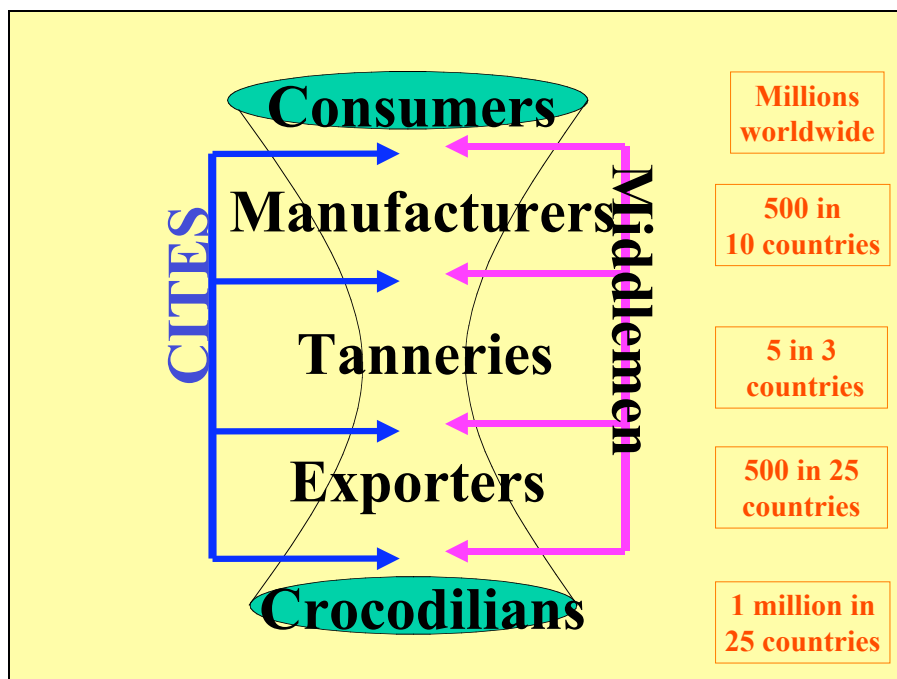 Consumers
Manufacturers
Tanneries
Exporters
Crocodilians
CITES
Middlemen
Millions
worldwide
500 in
10 countries
5 in 3
countries
500 in 25
countries
1 million in
25 countries